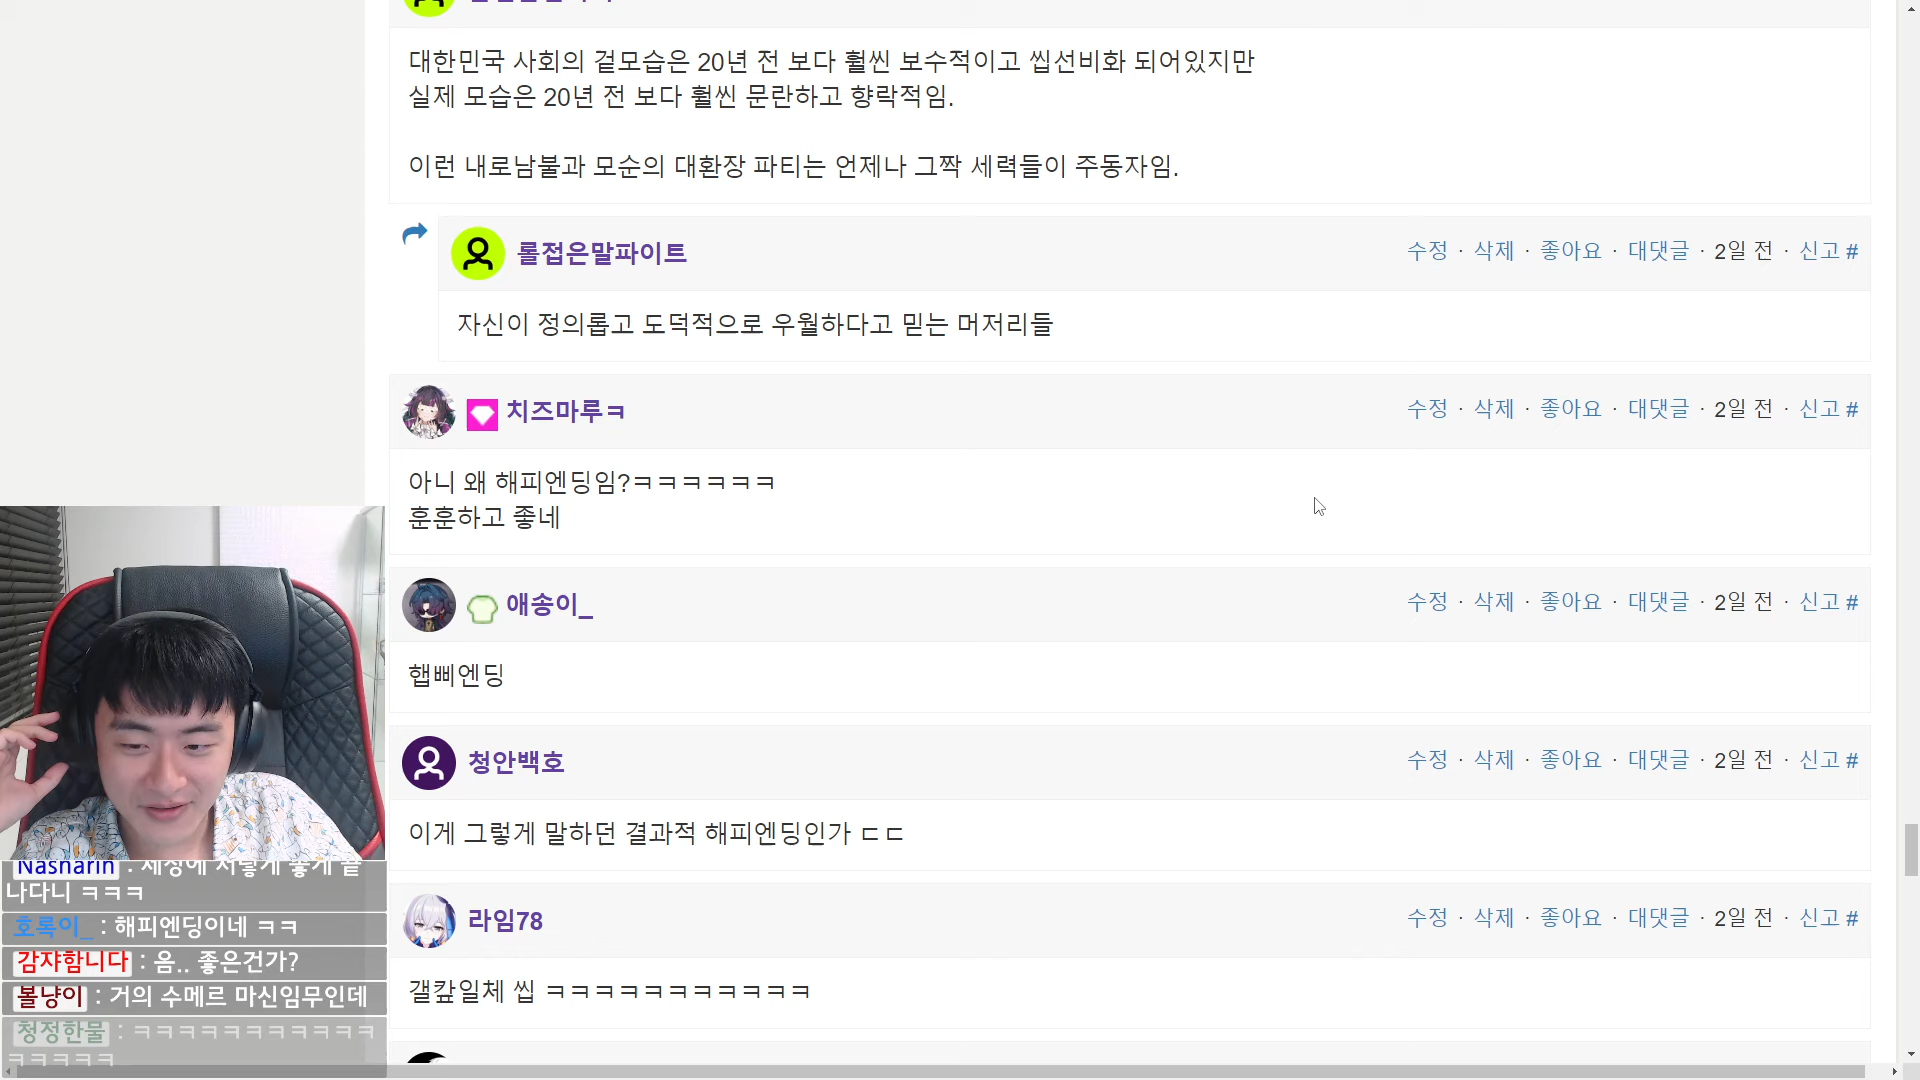 대한민국 사회의 겉모습은 20년 전 보다 훨씬 보수적이고 씹선비화 되어있지만
실제 모습은 20년 전 보다 훨씬 문란하고 향락적임.
이런 내로남불과 모순의 대환장 파티는 언제나 그짝 세력들이 주동자임.
롤접은말파이트 수정 · 삭제 · 좋아요 · 대댓글 · 2일 전 · 신고 #
자신이 정의롭고 도덕적으로 우월하다고 믿는 머저리들
치즈마루ㅋ 수정 · 삭제 · 좋아요 · 대댓글 · 2일 전 · 신고 #
아니 왜 해피엔딩임?ㅋㅋㅋㅋㅋㅋ
훈훈하고 좋네
애송이_ 수정 · 삭제 · 좋아요 · 대댓글 · 2일 전 · 신고 #
햅삐엔딩
청안백호 수정 · 삭제 · 좋아요 · 대댓글 · 2일 전 · 신고 #
이게 그렇게 말하던 결과적 해피엔딩인가 ㄷㄷ
라임78 수정 · 삭제 · 좋아요 · 대댓글 · 2일 전 · 신고 #
갤캎일체 씹 ㅋㅋㅋㅋㅋㅋㅋㅋㅋㅋㅋ
Nasharin : 세상에 저렇게 좋게 끝
나다니 ㅋㅋㅋ
호록이_ : 해피엔딩이네 ㅋㅋ
감쟈함니다 : 음.. 좋은건가?
볼냥이 : 거의 수메르 마신임무인데
청정한물 : ㅋㅋㅋㅋㅋㅋㅋㅋㅋㅋ
ㅋㅋㅋㅋㅋ